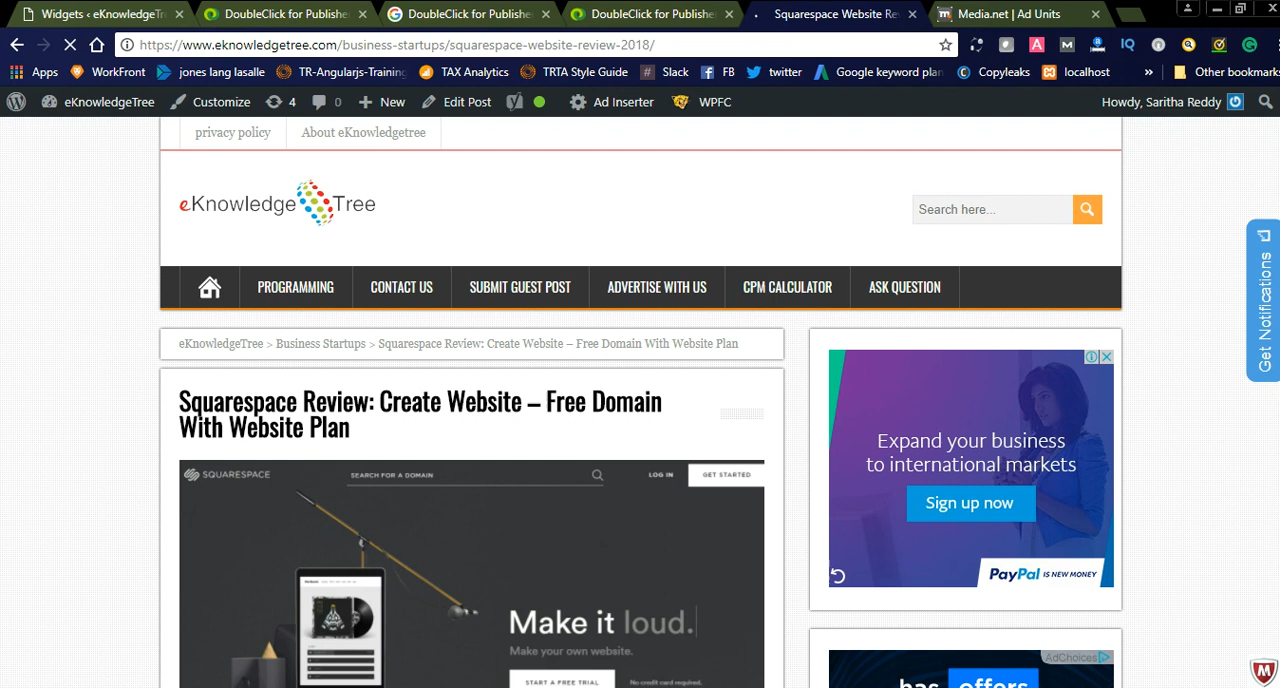 Widgets ‹ eKnowledgeTr
DoubleClick for Publishe
DoubleClick for Publishe
DoubleClick for Publishe
Squarespace Website Re
Media.net | Ad Units
https://www.eknowledgetree.com/business-startups/squarespace-website-review-2018/
Apps WorkFront jones lang lasalle TR-Angularjs-Training TAX Analytics TRTA Style Guide Slack FB twitter Google keyword plan Copyleaks localhost » Other bookmarks
eKnowledgeTree Customize 4 0 New Edit Post Ad Inserter WPFC Howdy, Saritha Reddy
privacy policy About eKnowledgetree
eKnowledge Tree
Search here...
Get Notifications
PROGRAMMING CONTACT US SUBMIT GUEST POST ADVERTISE WITH US CPM CALCULATOR ASK QUESTION
eKnowledgeTree > Business Startups > Squarespace Review: Create Website – Free Domain With Website Plan
Squarespace Review: Create Website – Free Domain
With Website Plan
SQUARESPACE SEARCH FOR A DOMAIN LOG IN GET STARTED
Make it loud.
Make your own website.
START A FREE TRIAL No credit card required.
Expand your business
to international markets
Sign up now
PayPal IS NEW MONEY
AdChoices
has offers